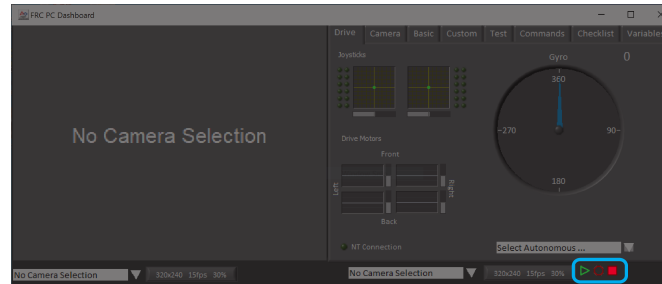 FRC PC Dashboard
Drive Camera Basic Custom Test Commands Checklist Variables
Joysticks
Gyro 0
360
No Camera Selection
270 90
Drive Motors
Front
180
Left Right
Back
NT Connection
Select Autonomous ...
No Camera Selection 320x240 15fps 30% No Camera Selection 320x240 15fps 30%